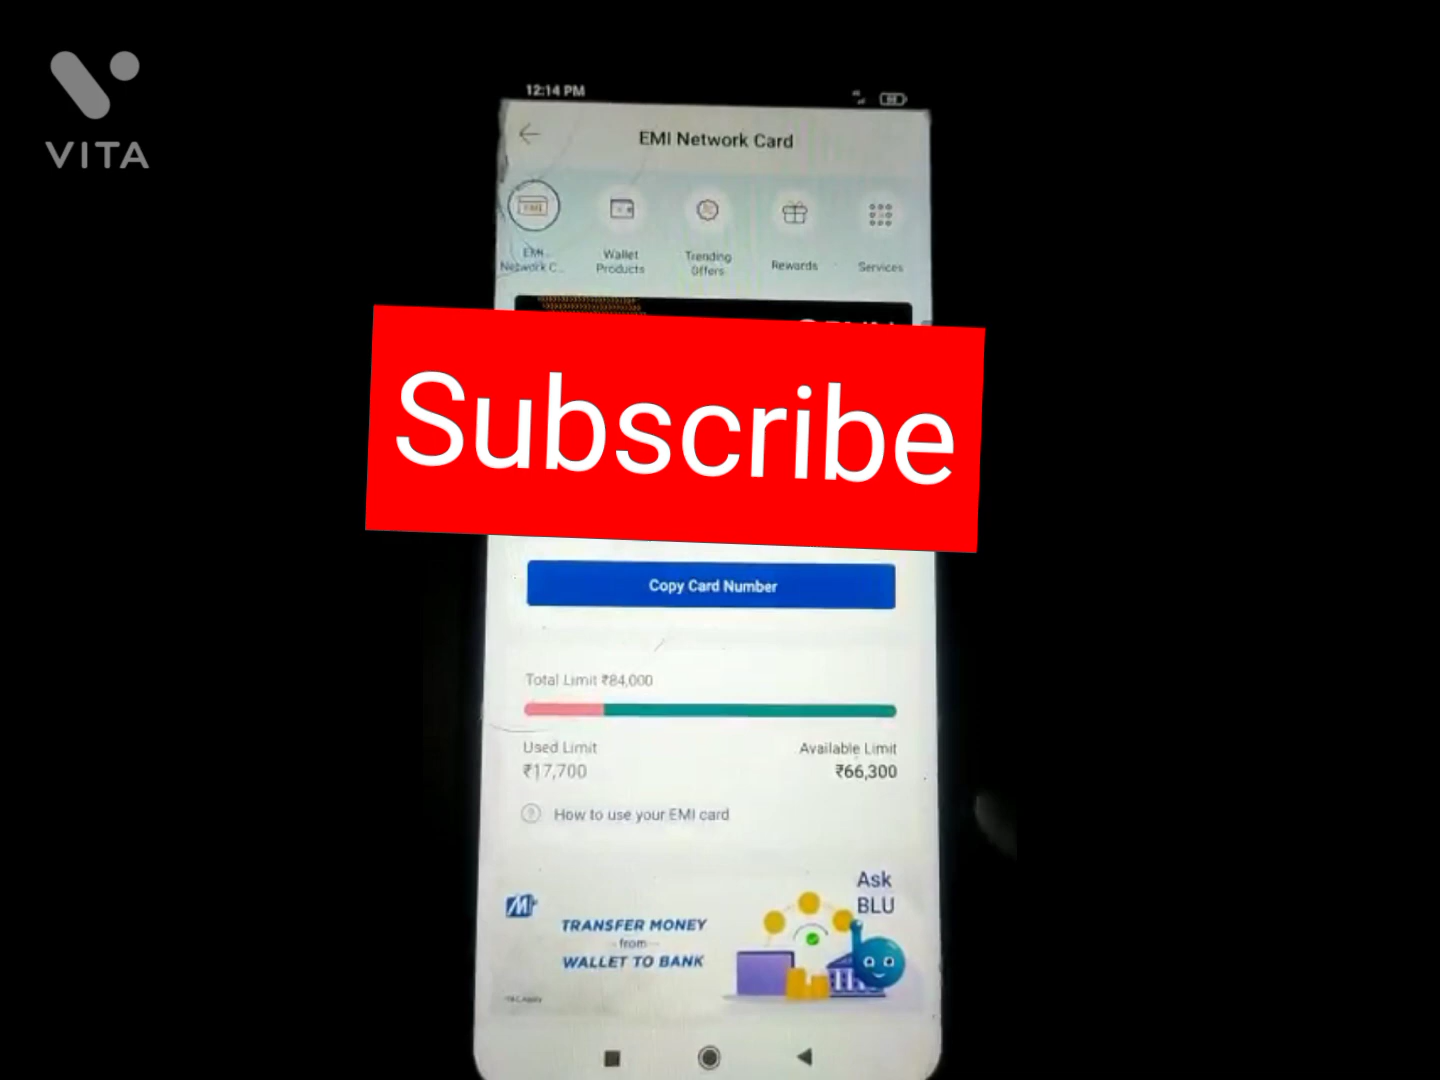 VITA
12:14 PM
EMI Network Card
EMI
Network C...
Wallet
Products
Trending
Offers
Rewards
Services
Subscribe
Copy Card Number
Total Limit ₹84,000
Used Limit
Available Limit
₹17,700
₹66,300
? How to use your EMI card
Ask
BLU
TRANSFER MONEY
from
WALLET TO BANK